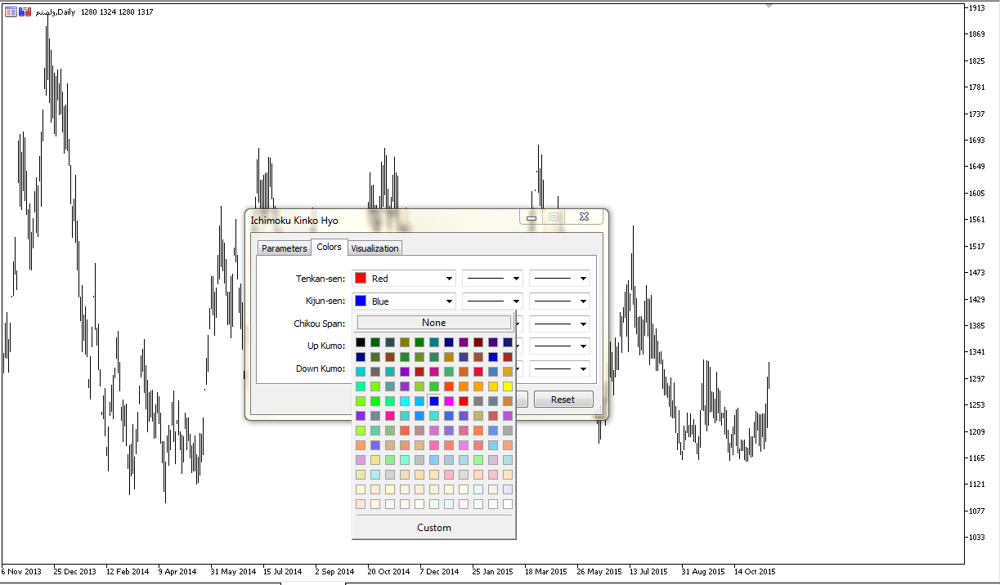 ولصنم,Daily 1280 1324 1280 1317
1913
1869
1825
1781
1737
1693
1649
1605
1561
1517
1473
1429
1385
1341
1297
1253
1209
1165
1121
1077
1033
Ichimoku Kinko Hyo
Parameters Colors Visualization
Tenkan-sen: Red
Kijun-sen: Blue
Chikou Span:
Up Kumo:
Down Kumo:
None
Reset
Custom
6 Nov 2013 25 Dec 2013 12 Feb 2014 9 Apr 2014 31 May 2014 15 Jul 2014 2 Sep 2014 20 Oct 2014 7 Dec 2014 25 Jan 2015 18 Mar 2015 26 May 2015 13 Jul 2015 31 Aug 2015 14 Oct 2015